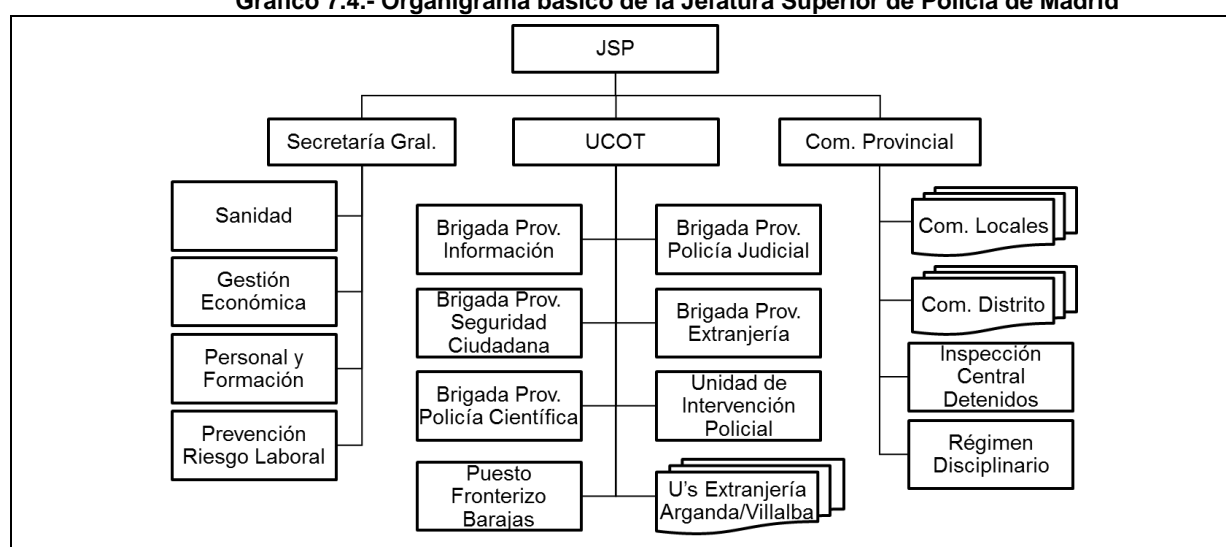 Gráfico 7.4.- Organigrama básico de la Jefatura Superior de Policía de Madrid
JSP
Secretaría Gral.
UCOT
Com. Provincial
Sanidad
Gestión
Económica
Personal y
Formación
Prevención
Riesgo Laboral
Brigada Prov.
Información
Brigada Prov.
Seguridad
Ciudadana
Brigada Prov.
Policía Científica
Puesto
Fronterizo
Barajas
Brigada Prov.
Policía Judicial
Brigada Prov.
Extranjería
Unidad de
Intervención
Policial
U's Extranjería
Arganda/Villalba
Com. Locales
Com. Distrito
Inspección
Central
Detenidos
Régimen
Disciplinario